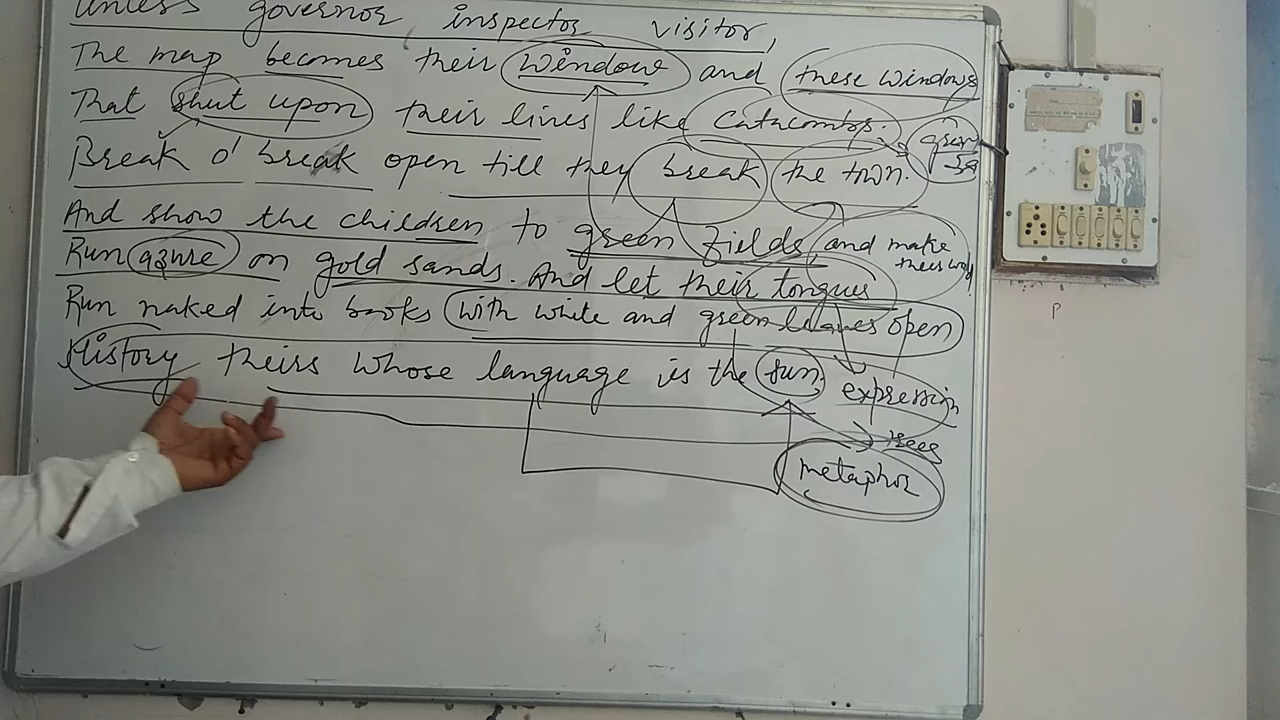 Unless governor inspector visitor,
The map becomes their window and these windows
That shut upon their lives like Catacombs.
Break o' break open till they break the town.
And show the children to green fields, and make
their world
Run azure on gold sands. And let their tongues
Run naked into books with white and green leaves open
History theirs whose language is the sun.
expression
trees
metaphor
P